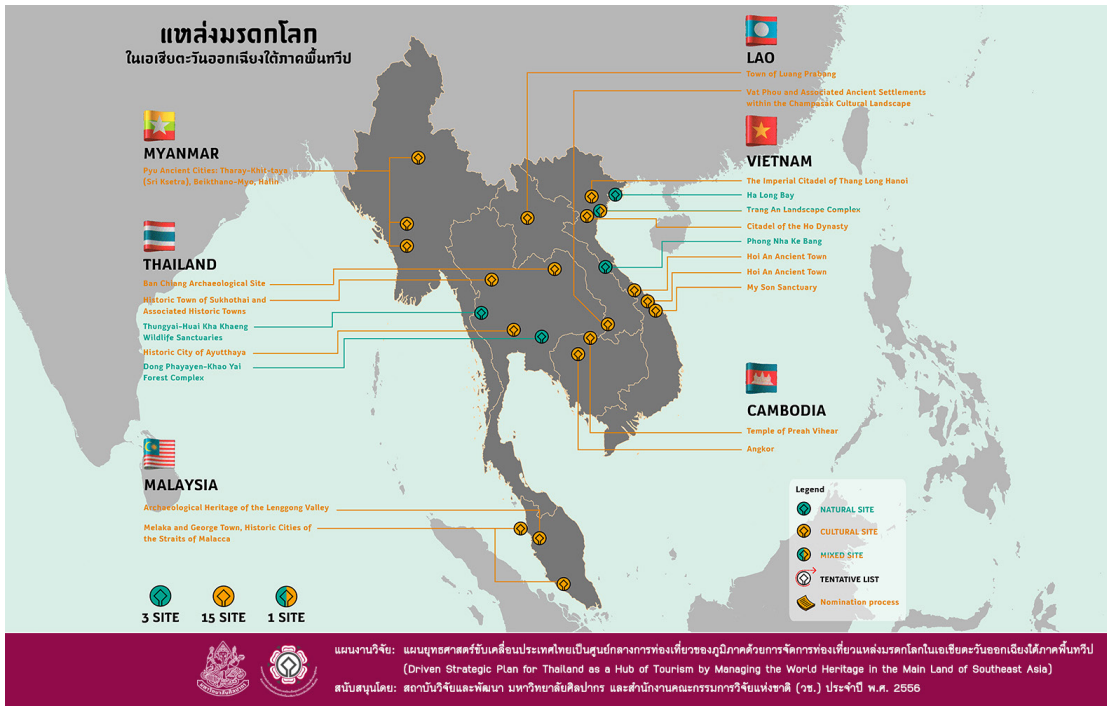 แหล่งมรดกโลก
ในเอเชียตะวันออกเฉียงใต้ภาคพื้นทวีป
MYANMAR
Pyu Ancient Cities: Tharay-Khit-taya
(Sri Ksetra), Beikthano-Myo, Halin
THAILAND
Ban Chiang Archaeological Site
Historic Town of Sukhothai and
Associated Historic Towns
Thungyai-Huai Kha Khaeng
Wildlife Sanctuaries
Historic City of Ayutthaya
Dong Phayayen-Khao Yai
Forest Complex
MALAYSIA
Archaeological Heritage of the Lenggong Valley
Melaka and George Town, Historic Cities of
the Straits of Malacca
3 SITE
15 SITE
1 SITE
LAO
Town of Luang Prabang
Vat Phou and Associated Ancient Settlements
within the Champasak Cultural Landscape
VIETNAM
The Imperial Citadel of Thang Long Hanoi
Ha Long Bay
Trang An Landscape Complex
Citadel of the Ho Dynasty
Phong Nha Ke Bang
Hoi An Ancient Town
Hoi An Ancient Town
My Son Sanctuary
CAMBODIA
Temple of Preah Vihear
Angkor
Legend
NATURAL SITE
CULTURAL SITE
MIXED SITE
TENTATIVE LIST
Nomination process
แผนงานวิจัย: แผนยุทธศาสตร์ขับเคลื่อนประเทศไทยเป็นศูนย์กลางการท่องเที่ยวของภูมิภาคด้วยการจัดการท่องเที่ยวแหล่งมรดกโลกในเอเชียตะวันออกเฉียงใต้ภาคพื้นทวีป
(Driven Strategic Plan for Thailand as a Hub of Tourism by Managing the World Heritage in the Main Land of Southeast Asia)
สนับสนุนโดย: สถาบันวิจัยและพัฒนา มหาวิทยาลัยศิลปากร และสำนักงานคณะกรรมการวิจัยแห่งชาติ (วช.) ประจำปี พ.ศ. 2556